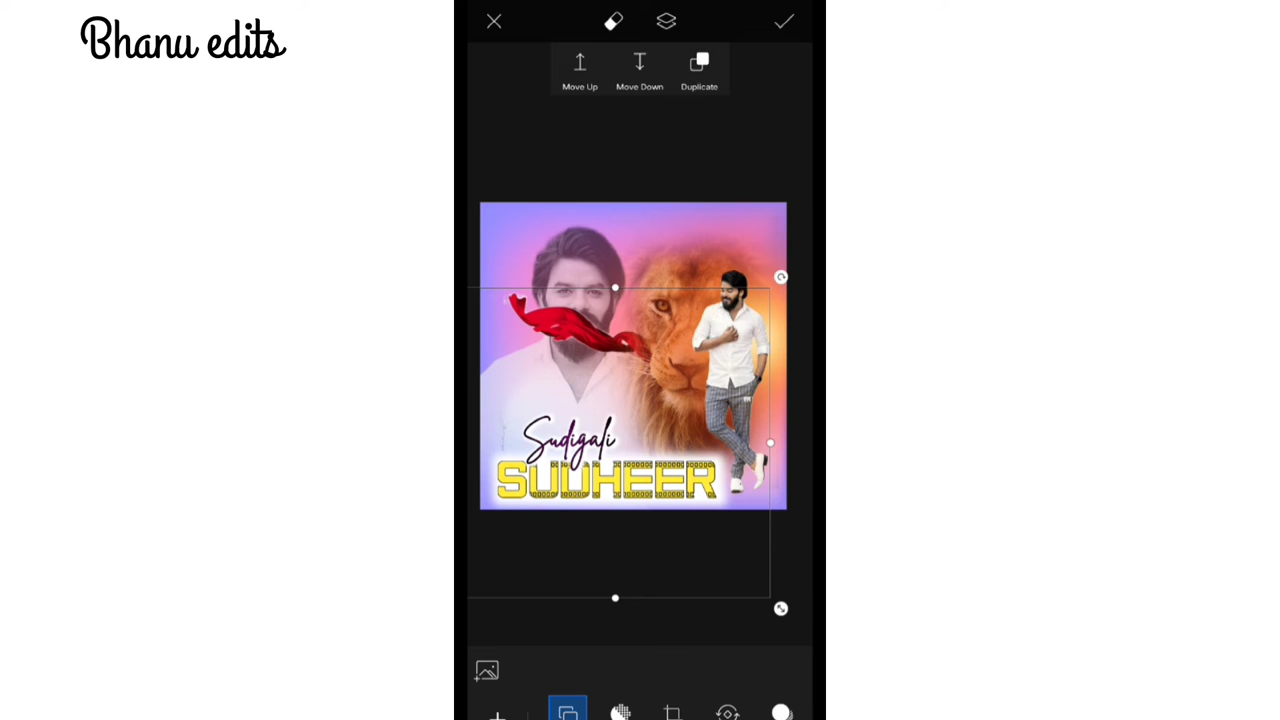 Bhanu edits
Move Up
Move Down
Duplicate
Sudigali
SUDHEER